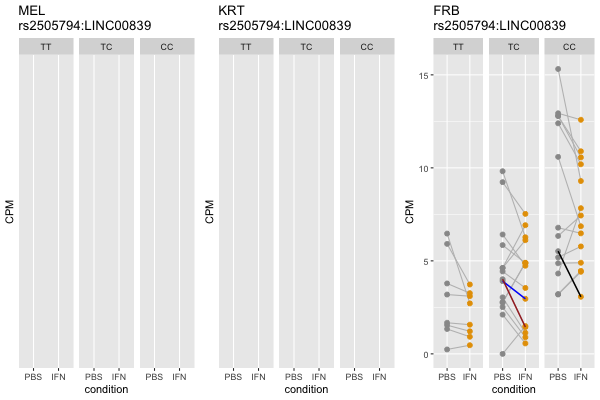 MEL
rs2505794:LINC00839
TT TC CC
CPM
PBS IFN PBS IFN PBS IFN
condition
KRT
rs2505794:LINC00839
TT TC CC
CPM
PBS IFN PBS IFN PBS IFN
condition
FRB
rs2505794:LINC00839
TT TC CC
15
10
5
0
CPM
PBS IFN PBS IFN PBS IFN
condition